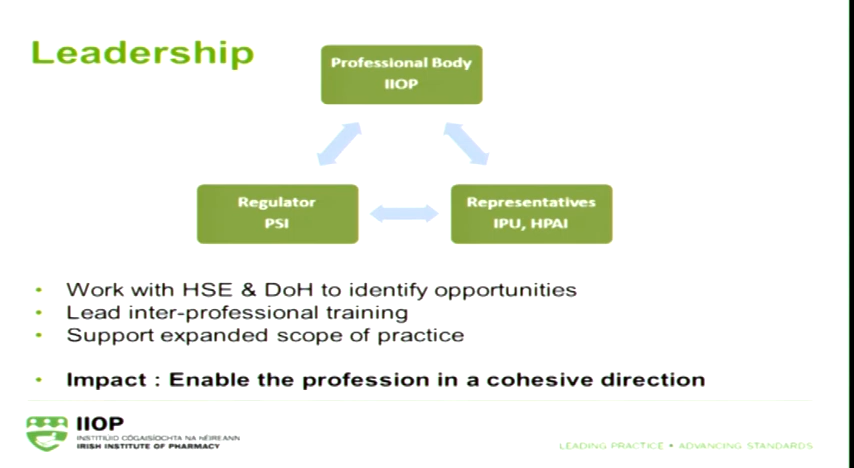 Leadership
Professional Body
IIOP
Regulator
PSI
Representatives
IPU, HPAI
• Work with HSE & DoH to identify opportunities
• Lead inter-professional training
• Support expanded scope of practice
• Impact : Enable the profession in a cohesive direction
IIOP
INSTITIÚID CÓGAISÍOCHTA NA HÉIREANN
IRISH INSTITUTE OF PHARMACY
LEADING PRACTICE • ADVANCING STANDARDS